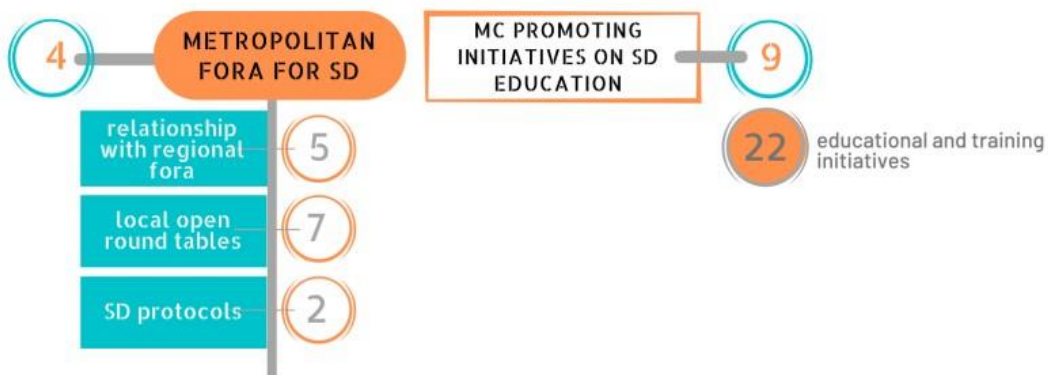 4
METROPOLITAN
FORA FOR SD
relationship
with regional
fora
5
local open
round tables
7
SD protocols
2
MC PROMOTING
INITIATIVES ON SD
EDUCATION
9
22
educational and training
initiatives